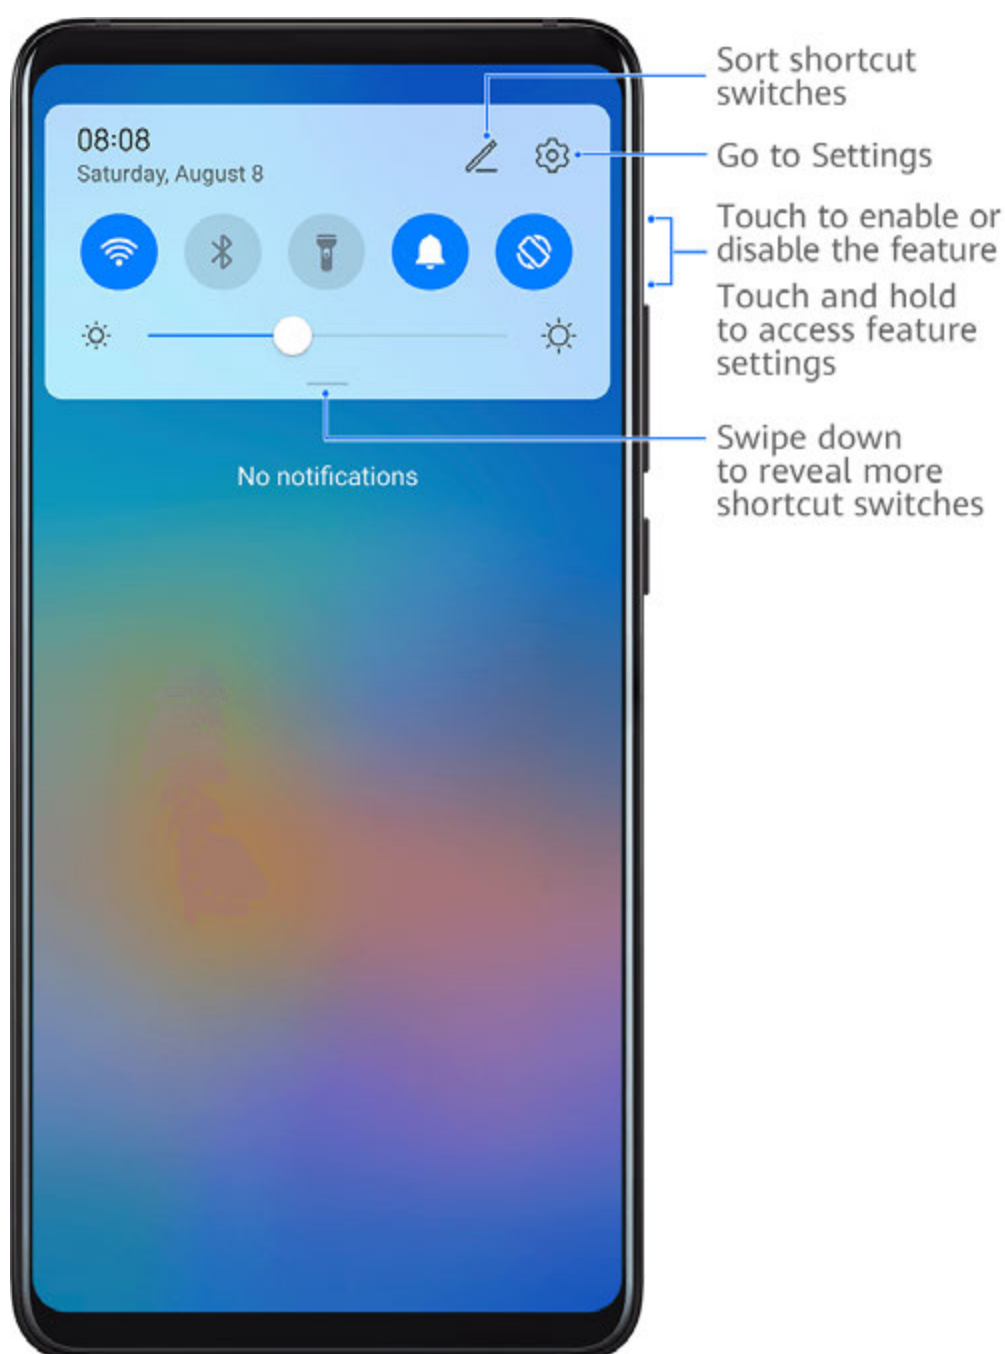 Sort shortcut
switches
08:08
Saturday, August 8
Go to Settings
Touch to enable or
disable the feature
Touch and hold
to access feature
settings
Swipe down
to reveal more
shortcut switches
No notifications